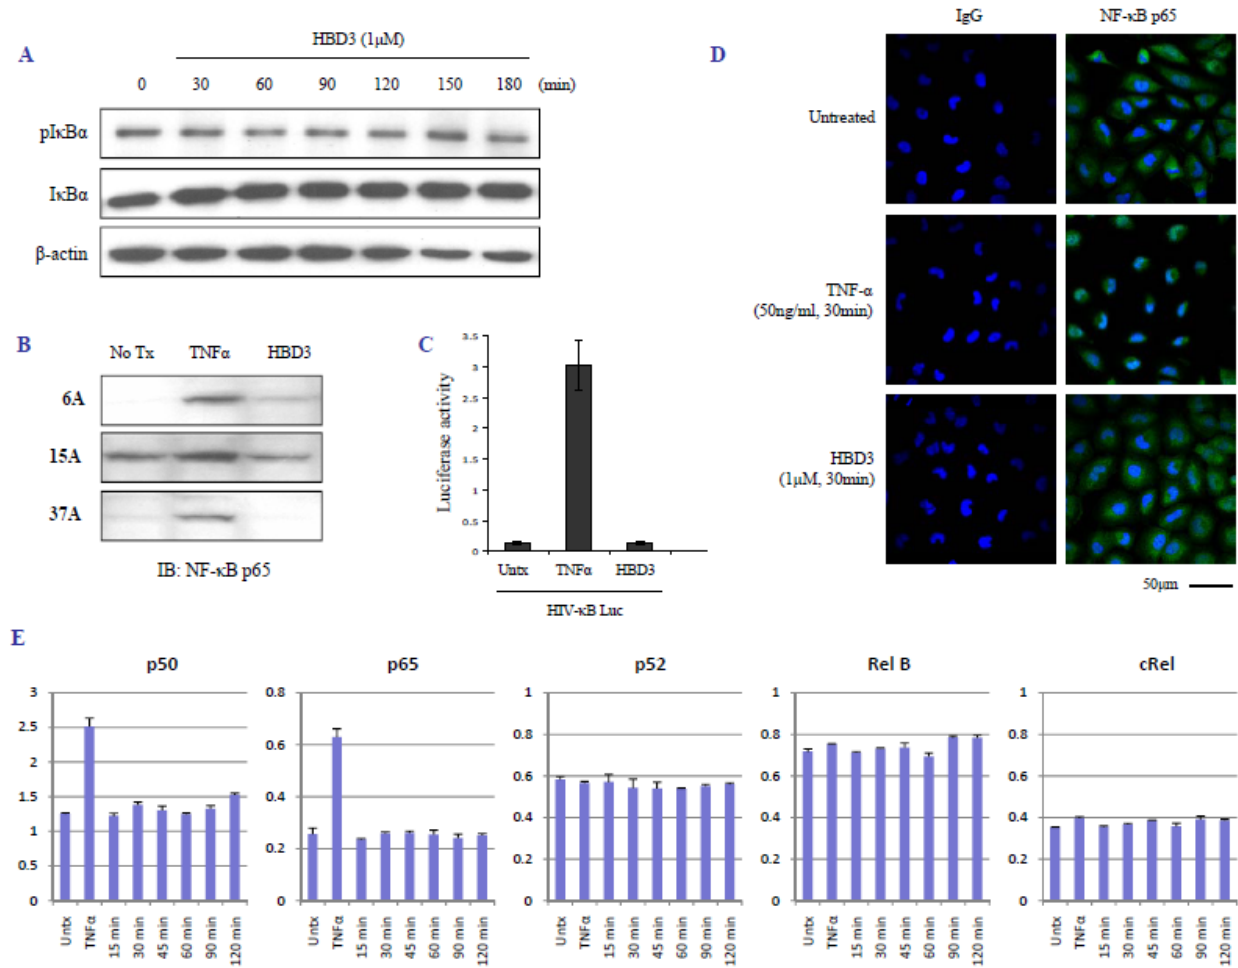 A
HBD3 (1μM)
0 30 60 90 120 150 180 (min)
pIκBα
IκBα
β-actin
B
No Tx TNFα HBD3
6A
15A
37A
IB: NF-κB p65
C
Luciferase activity
3.5
3
2.5
2
1.5
1
0.5
0
Untx TNFα HBD3
HIV-κB Luc
D
IgG NF-κB p65
Untreated
TNF-α
(50ng/ml, 30min)
HBD3
(1μM, 30min)
50μm
E
p50
3
2.5
2
1.5
1
0.5
0
Untx TNFα 15 min 30 min 45 min 60 min 90 min 120 min
p65
0.8
0.6
0.4
0.2
0
Untx TNFα 15 min 30 min 45 min 60 min 90 min 120 min
p52
1
0.8
0.6
0.4
0.2
0
Untx TNFα 15 min 30 min 45 min 60 min 90 min 120 min
Rel B
1
0.8
0.6
0.4
0.2
0
Untx TNFα 15 min 30 min 45 min 60 min 90 min 120 min
cRel
1
0.8
0.6
0.4
0.2
0
Untx TNFα 15 min 30 min 45 min 60 min 90 min 120 min